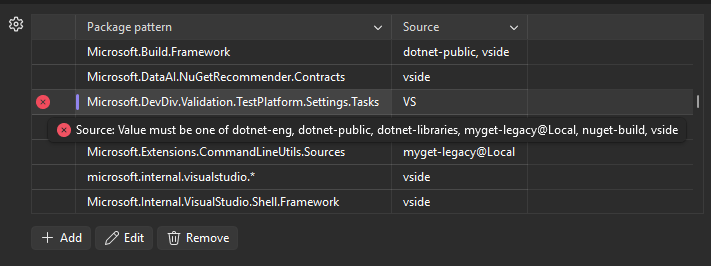 Package pattern Source
Microsoft.Build.Framework dotnet-public, vside
Microsoft.DataAI.NuGetRecommender.Contracts vside
Microsoft.DevDiv.Validation.TestPlatform.Settings.Tasks VS
Source: Value must be one of dotnet-eng, dotnet-public, dotnet-libraries, myget-legacy@Local, nuget-build, vside
Microsoft.Extensions.CommandLineUtils.Sources myget-legacy@Local
microsoft.internal.visualstudio.* vside
Microsoft.Internal.VisualStudio.Shell.Framework vside
Add Edit Remove